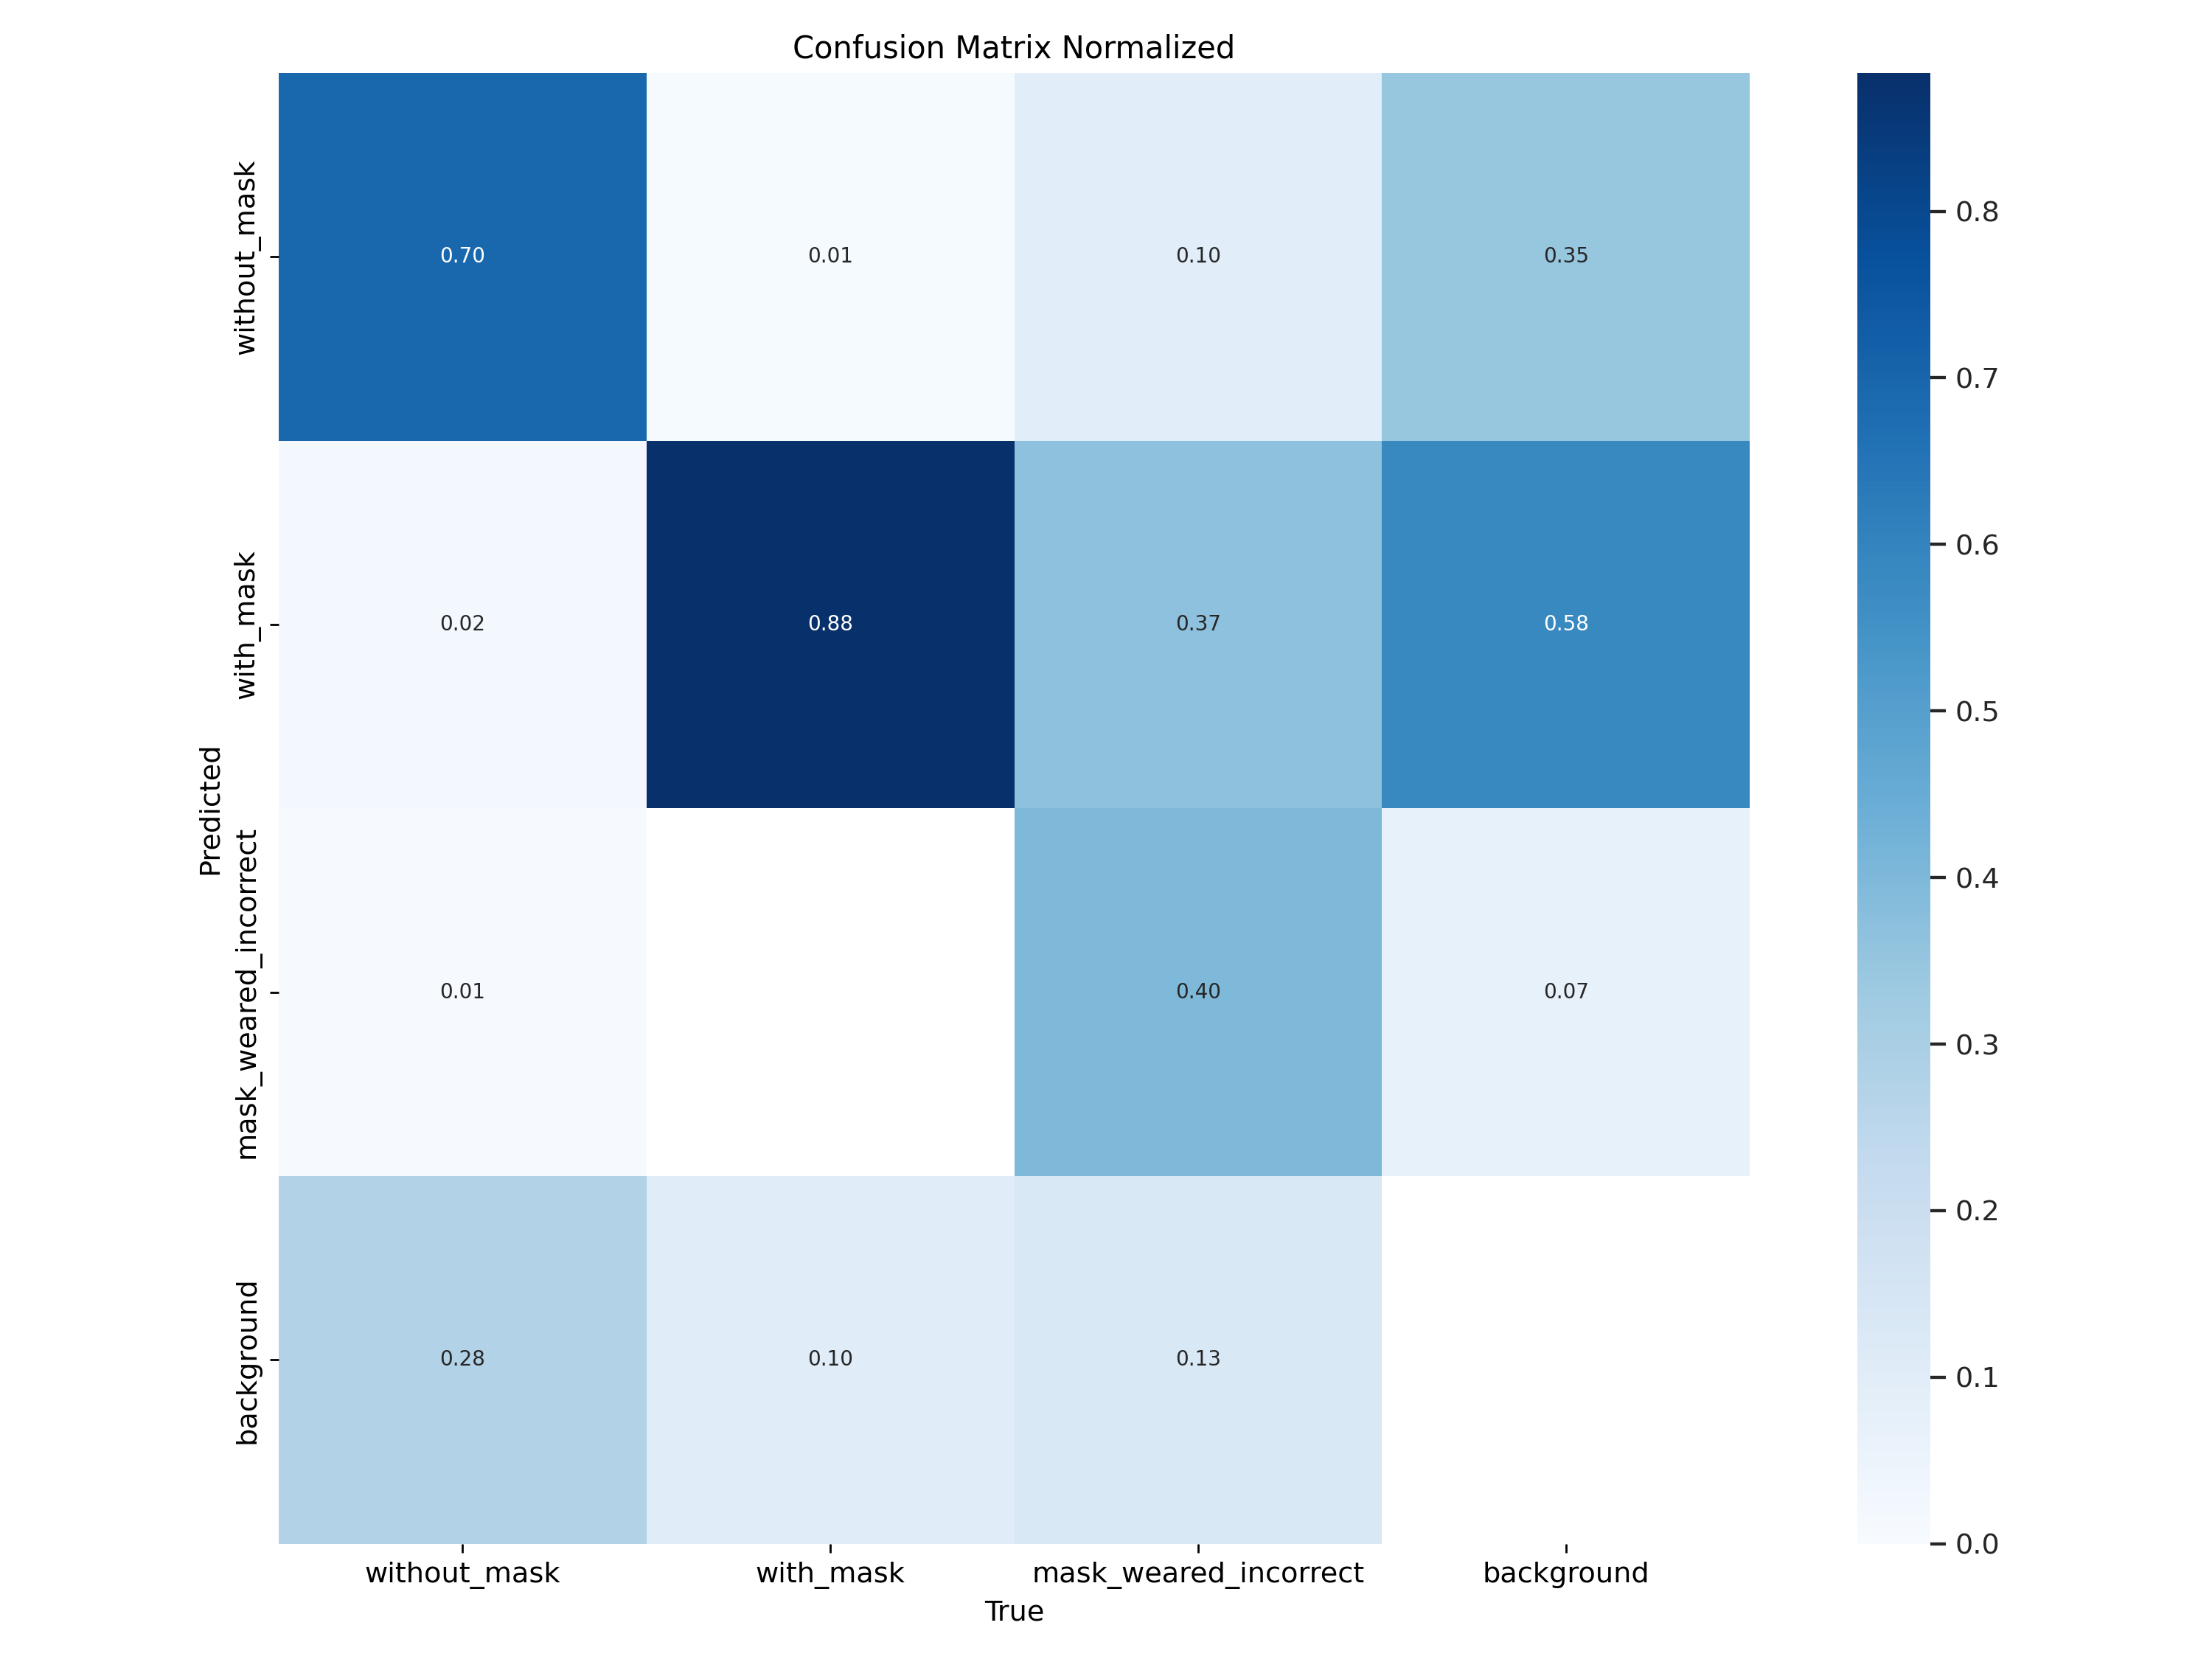 Confusion Matrix Normalized
without_mask
0.70
0.01
0.10
0.35
with_mask
0.02
0.88
0.37
0.58
mask_weared_incorrect
0.01
0.40
0.07
background
0.28
0.10
0.13
Predicted
without_mask
with_mask
mask_weared_incorrect
background
True
0.8
0.7
0.6
0.5
0.4
0.3
0.2
0.1
0.0